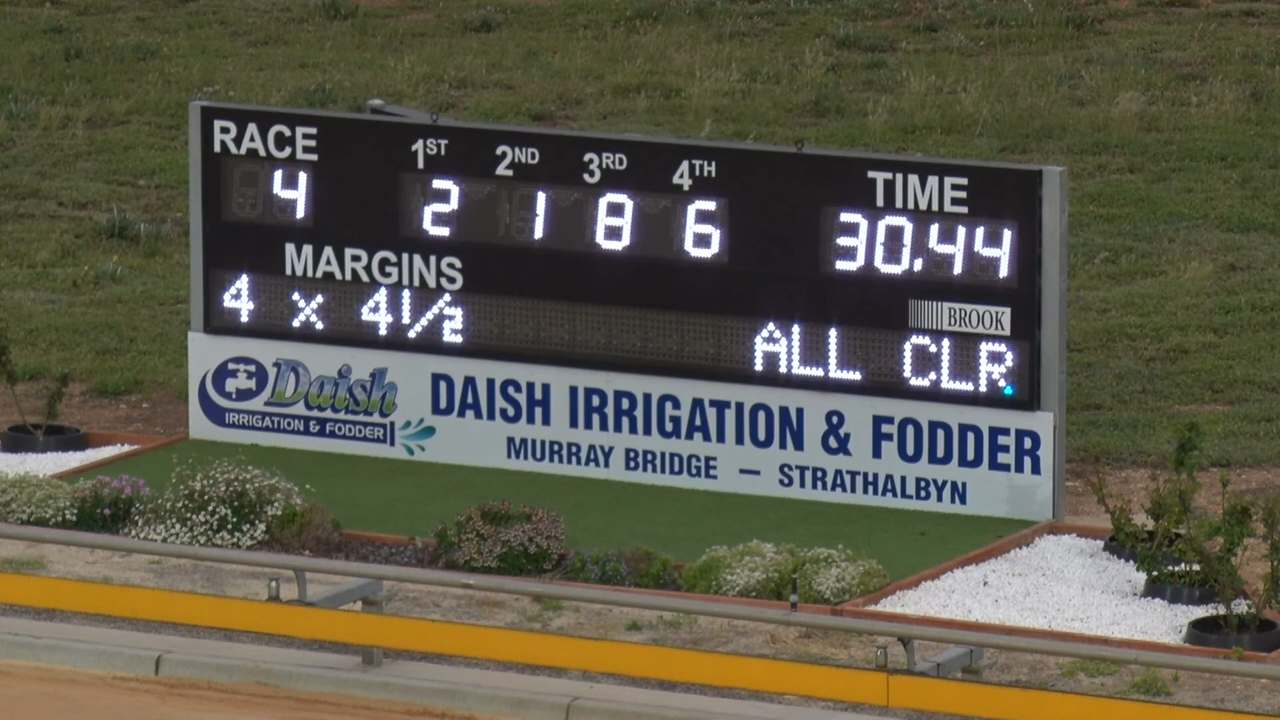 RACE 1ST 2ND 3RD 4TH TIME
4 2 1 8 6 30.44
MARGINS
BROOK
4 x 4½ ALL CLR
Daish
IRRIGATION & FODDER
DAISH IRRIGATION & FODDER
MURRAY BRIDGE – STRATHALBYN